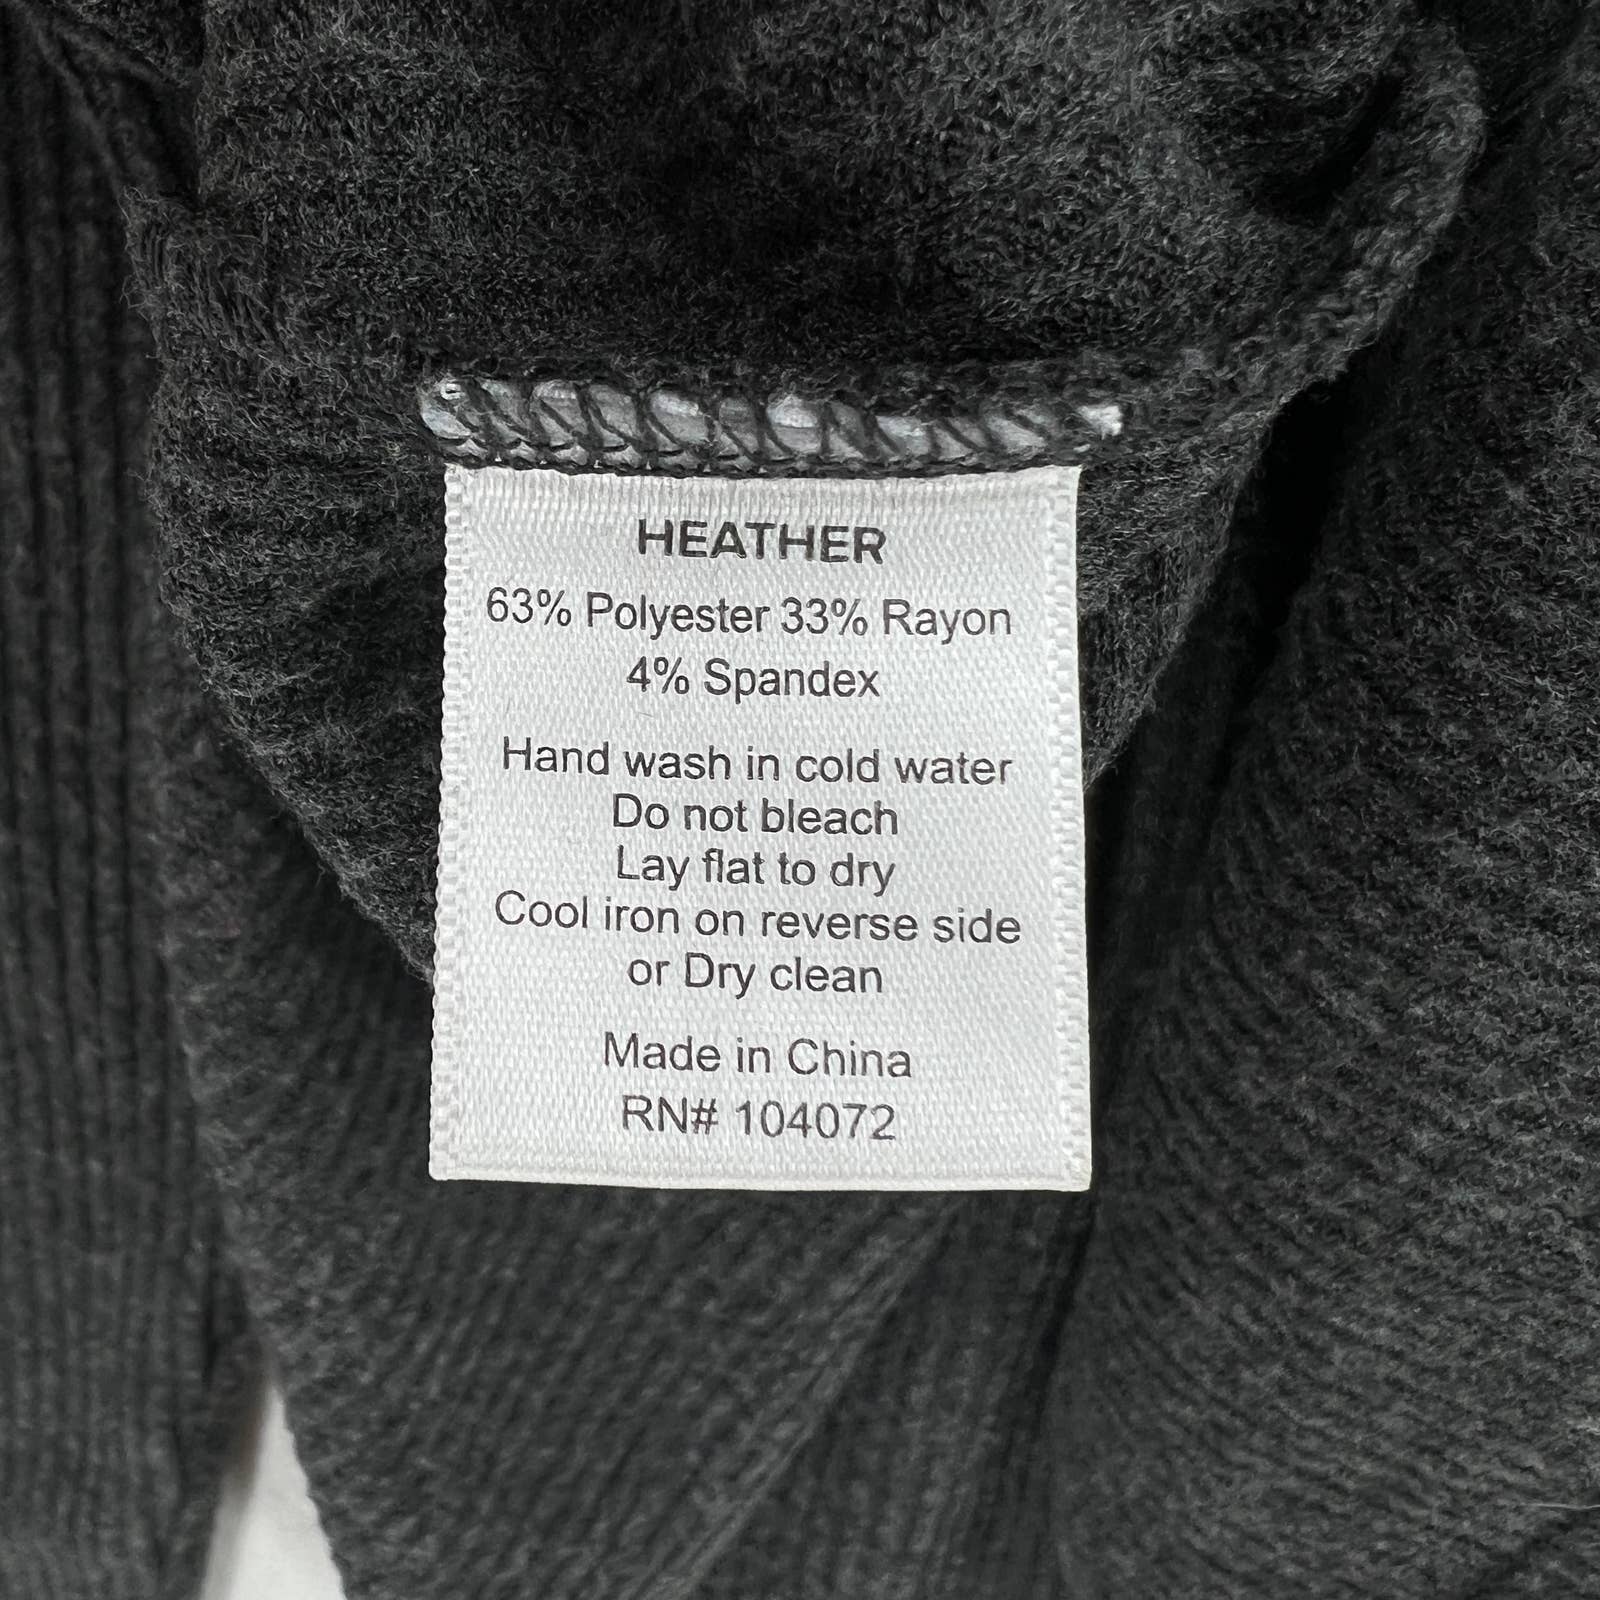 HEATHER
63% Polyester 33% Rayon
4% Spandex
Hand wash in cold water
Do not bleach
Lay flat to dry
Cool iron on reverse side
or Dry clean
Made in China
RN# 104072